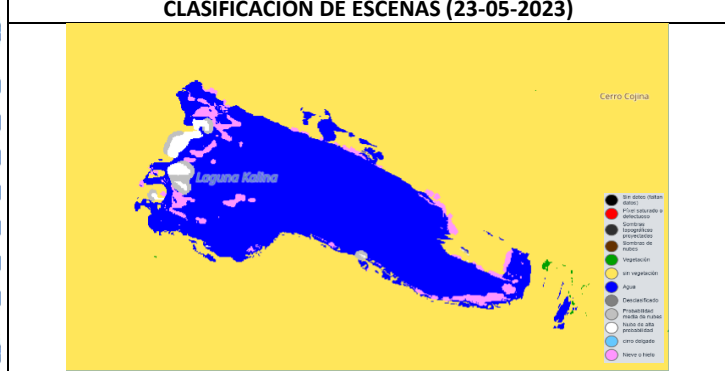 CLASIFICACIÓN DE ESCENAS (23-05-2023)
Cerro Cojina
Laguna Kalina
Sin datos (faltan
datos)
Píxel saturado o
defectuoso
Sombras
topográficas
proyectadas
Sombras de
nubes
Vegetación
sin vegetación
Agua
Desclasificado
Probabilidad
media de nubes
Nube de alta
probabilidad
cirro delgado
Nieve o hielo